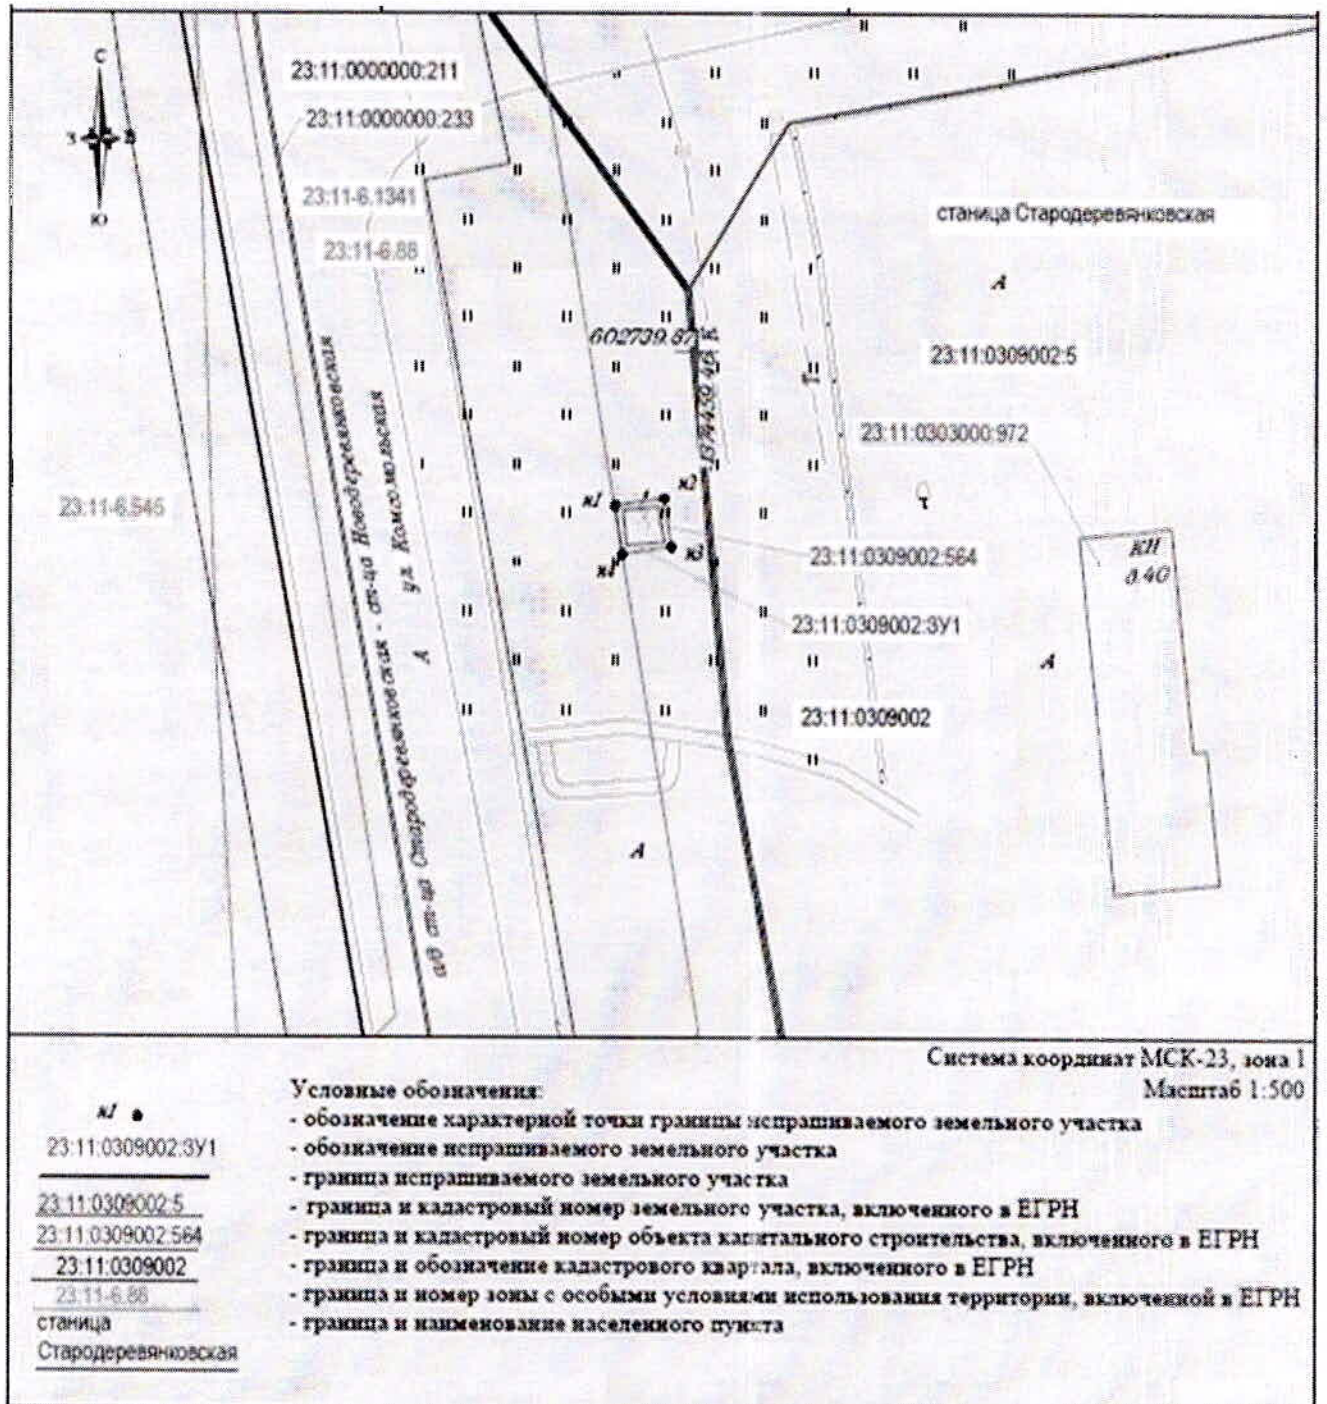 С
З В
Ю
23:11:0000000:211
23:11:0000000:233
23:11-6.1341
23:11-6.88
станица Стародеревянковская
А
602739.87
1374439.40
23:11:0309002:5
Т
23:11:0303000:972
23:11-6.545
н1
н2
н3
н4
23:11:0309002:564
КН
0.40
23:11:0309002:ЗУ1
А
23:11:0309002
а/д ст-ца Стародеревянковская - ст-ца Новодеревянковская
ул. Комсомольская
А
А
Система координат МСК-23, зона 1
Масштаб 1:500
Условные обозначения:
н1 - обозначение характерной точки границы испрашиваемого земельного участка
23:11:0309002:ЗУ1 - обозначение испрашиваемого земельного участка
- граница испрашиваемого земельного участка
23:11:0309002:5 - граница и кадастровый номер земельного участка, включенного в ЕГРН
23:11:0309002:564 - граница и кадастровый номер объекта капитального строительства, включенного в ЕГРН
23:11:0309002 - граница и обозначение кадастрового квартала, включенного в ЕГРН
23:11-6.88 - граница и номер зоны с особыми условиями использования территории, включенной в ЕГРН
станица - граница и наименование населенного пункта
Стародеревянковская